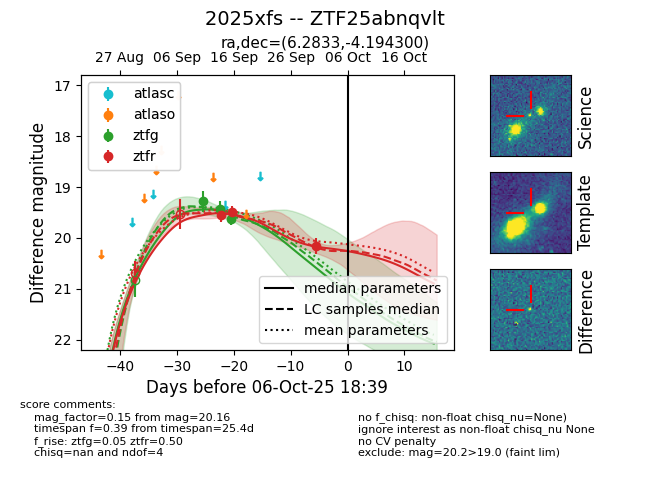 2025xfs -- ZTF25abnqvlt
ra,dec=(6.2833,-4.194300)
27 Aug 06 Sep 16 Sep 26 Sep 06 Oct 16 Oct
17
18
19
20
21
22
Difference magnitude
atlasc
atlaso
ztfg
ztfr
median parameters
LC samples median
mean parameters
−40 −30 −20 −10 0 10
Days before 06-Oct-25 18:39
Science
Template
Difference
score comments:
mag_factor=0.15 from mag=20.16
timespan f=0.39 from timespan=25.4d
f_rise: ztfg=0.05 ztfr=0.50
chisq=nan and ndof=4
no f_chisq: non-float chisq_nu=None)
ignore interest as non-float chisq_nu None
no CV penalty
exclude: mag=20.2>19.0 (faint lim)